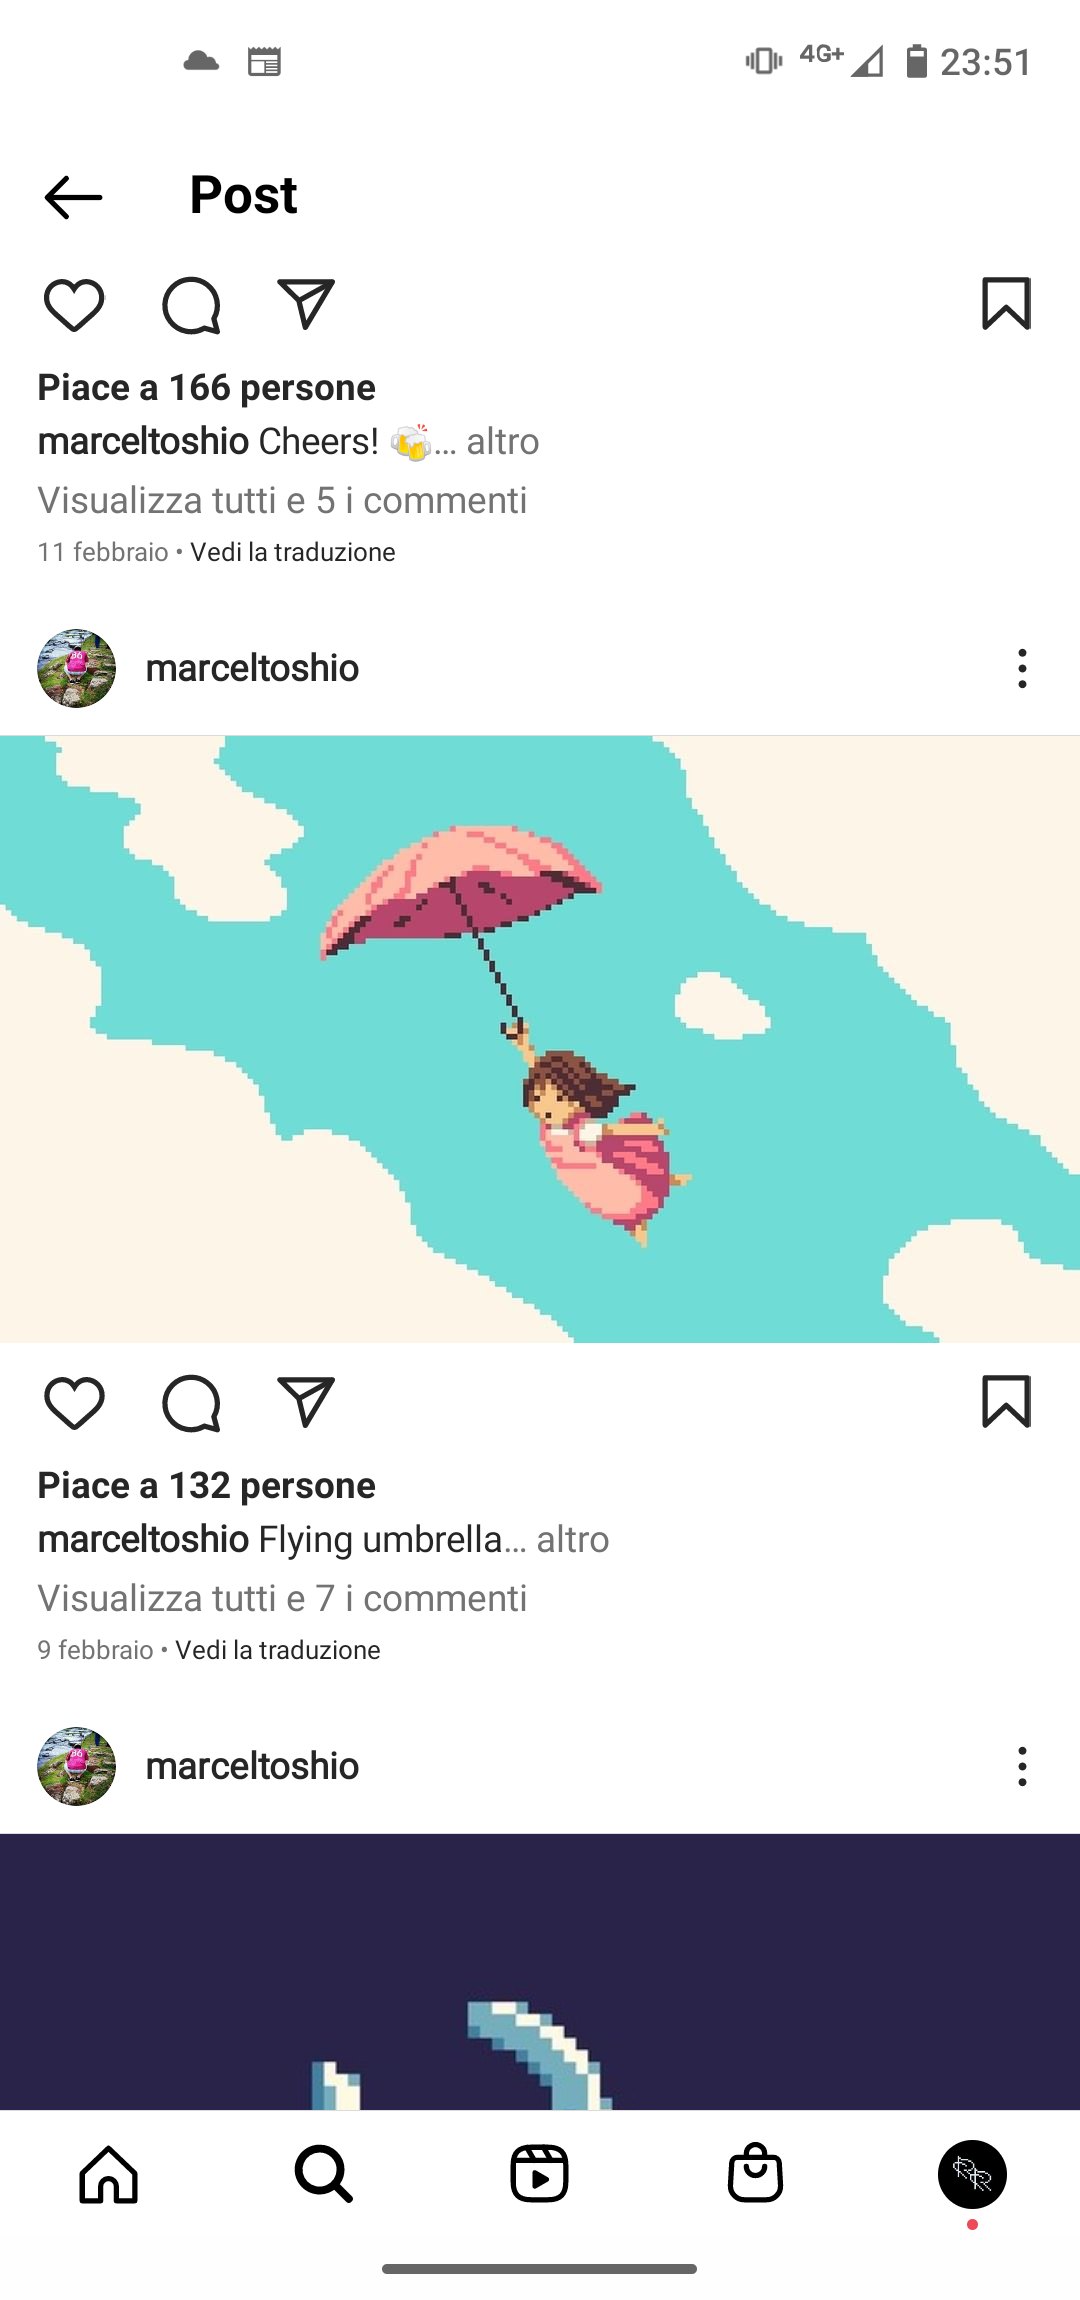 4G+ 23:51
Post
Piace a 166 persone
marceltoshio Cheers! 🍻... altro
Visualizza tutti e 5 i commenti
11 febbraio • Vedi la traduzione
marceltoshio
Piace a 132 persone
marceltoshio Flying umbrella... altro
Visualizza tutti e 7 i commenti
9 febbraio • Vedi la traduzione
marceltoshio